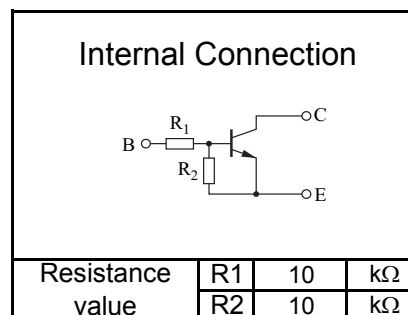 Internal Connection
C
R1
B
R2
E
Resistance value
R1 10 kΩ
R2 10 kΩ